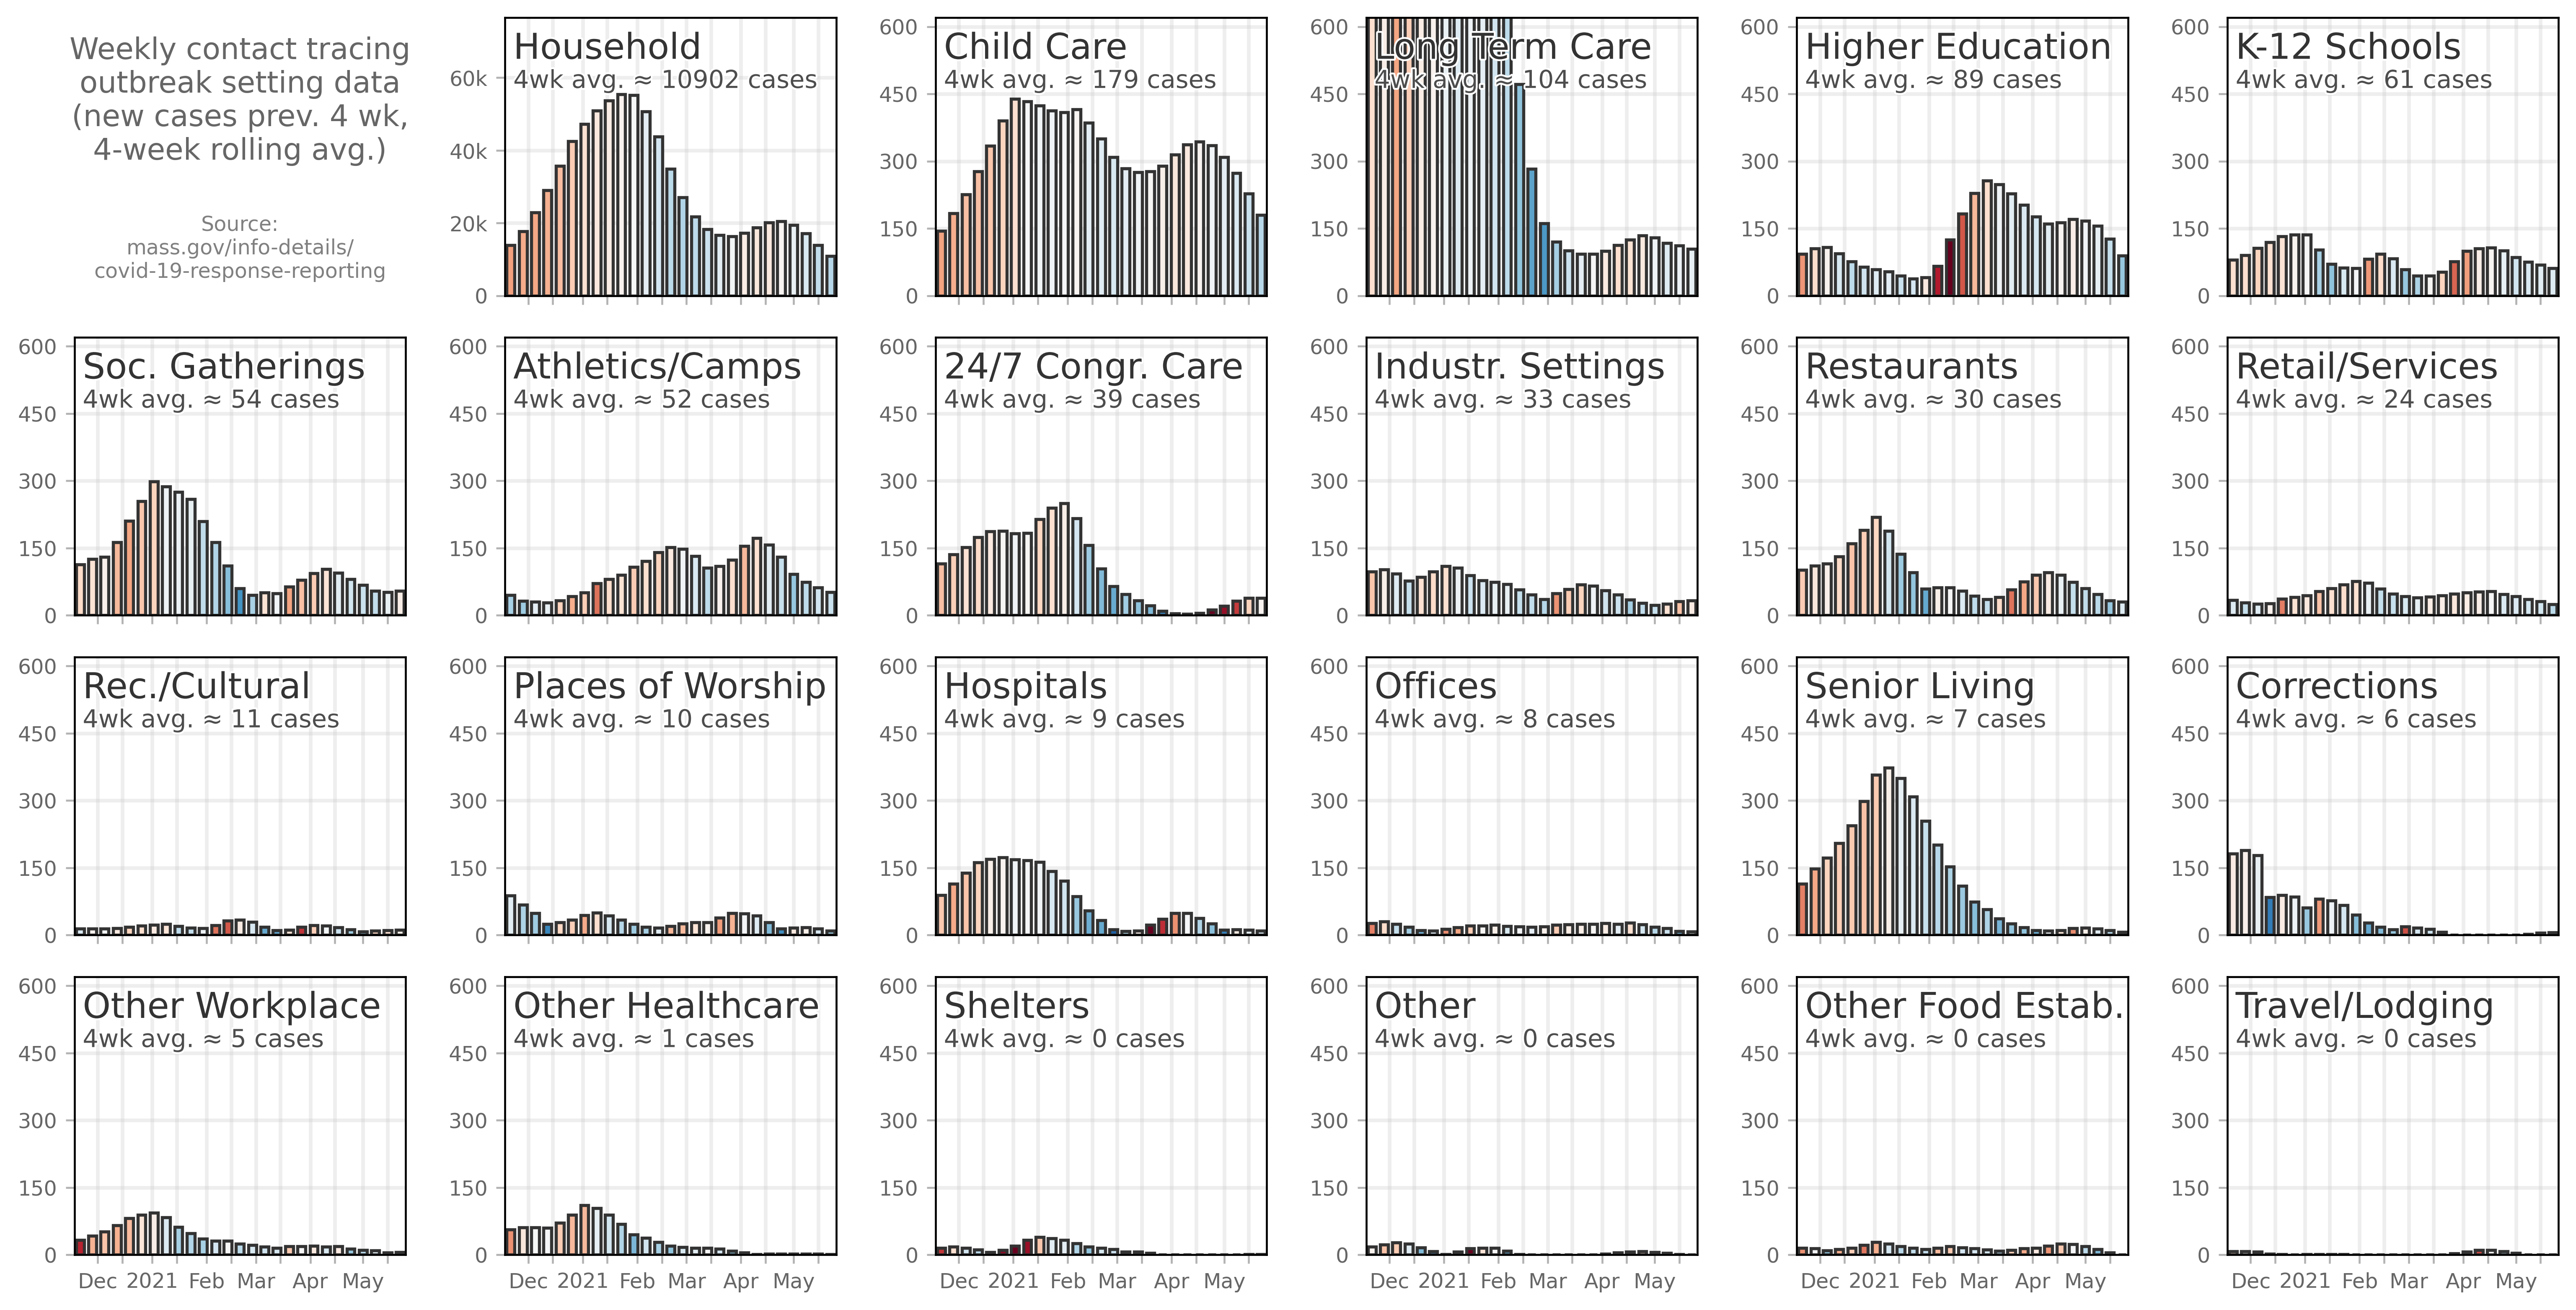 Weekly contact tracing
outbreak setting data
(new cases prev. 4 wk,
4-week rolling avg.)
Source:
mass.gov/info-details/
covid-19-response-reporting
Household
4wk avg. ≈ 10902 cases
60k
40k
20k
0
Child Care
4wk avg. ≈ 179 cases
600
450
300
150
0
Long Term Care
4wk avg. ≈ 104 cases
600
450
300
150
0
Higher Education
4wk avg. ≈ 89 cases
600
450
300
150
0
K-12 Schools
4wk avg. ≈ 61 cases
600
450
300
150
0
Soc. Gatherings
4wk avg. ≈ 54 cases
600
450
300
150
0
Athletics/Camps
4wk avg. ≈ 52 cases
600
450
300
150
0
24/7 Congr. Care
4wk avg. ≈ 39 cases
600
450
300
150
0
Industr. Settings
4wk avg. ≈ 33 cases
600
450
300
150
0
Restaurants
4wk avg. ≈ 30 cases
600
450
300
150
0
Retail/Services
4wk avg. ≈ 24 cases
600
450
300
150
0
Rec./Cultural
4wk avg. ≈ 11 cases
600
450
300
150
0
Places of Worship
4wk avg. ≈ 10 cases
600
450
300
150
0
Hospitals
4wk avg. ≈ 9 cases
600
450
300
150
0
Offices
4wk avg. ≈ 8 cases
600
450
300
150
0
Senior Living
4wk avg. ≈ 7 cases
600
450
300
150
0
Corrections
4wk avg. ≈ 6 cases
600
450
300
150
0
Other Workplace
4wk avg. ≈ 5 cases
600
450
300
150
0
Dec 2021 Feb Mar Apr May
Other Healthcare
4wk avg. ≈ 1 cases
600
450
300
150
0
Dec 2021 Feb Mar Apr May
Shelters
4wk avg. ≈ 0 cases
600
450
300
150
0
Dec 2021 Feb Mar Apr May
Other
4wk avg. ≈ 0 cases
600
450
300
150
0
Dec 2021 Feb Mar Apr May
Other Food Estab.
4wk avg. ≈ 0 cases
600
450
300
150
0
Dec 2021 Feb Mar Apr May
Travel/Lodging
4wk avg. ≈ 0 cases
600
450
300
150
0
Dec 2021 Feb Mar Apr May